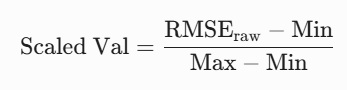 Scaled Val = (RMSE_raw − Min) / (Max − Min)